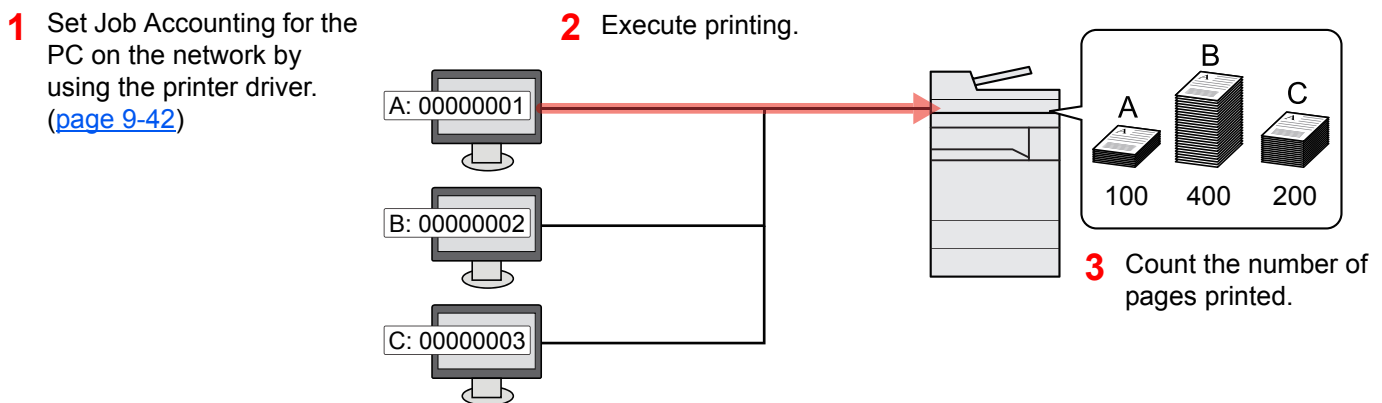 1 Set Job Accounting for the
PC on the network by
using the printer driver.
(page 9-42)
2 Execute printing.
A: 00000001
B: 00000002
C: 00000003
A
B
C
A
A
A
100
400
200
3 Count the number of
pages printed.